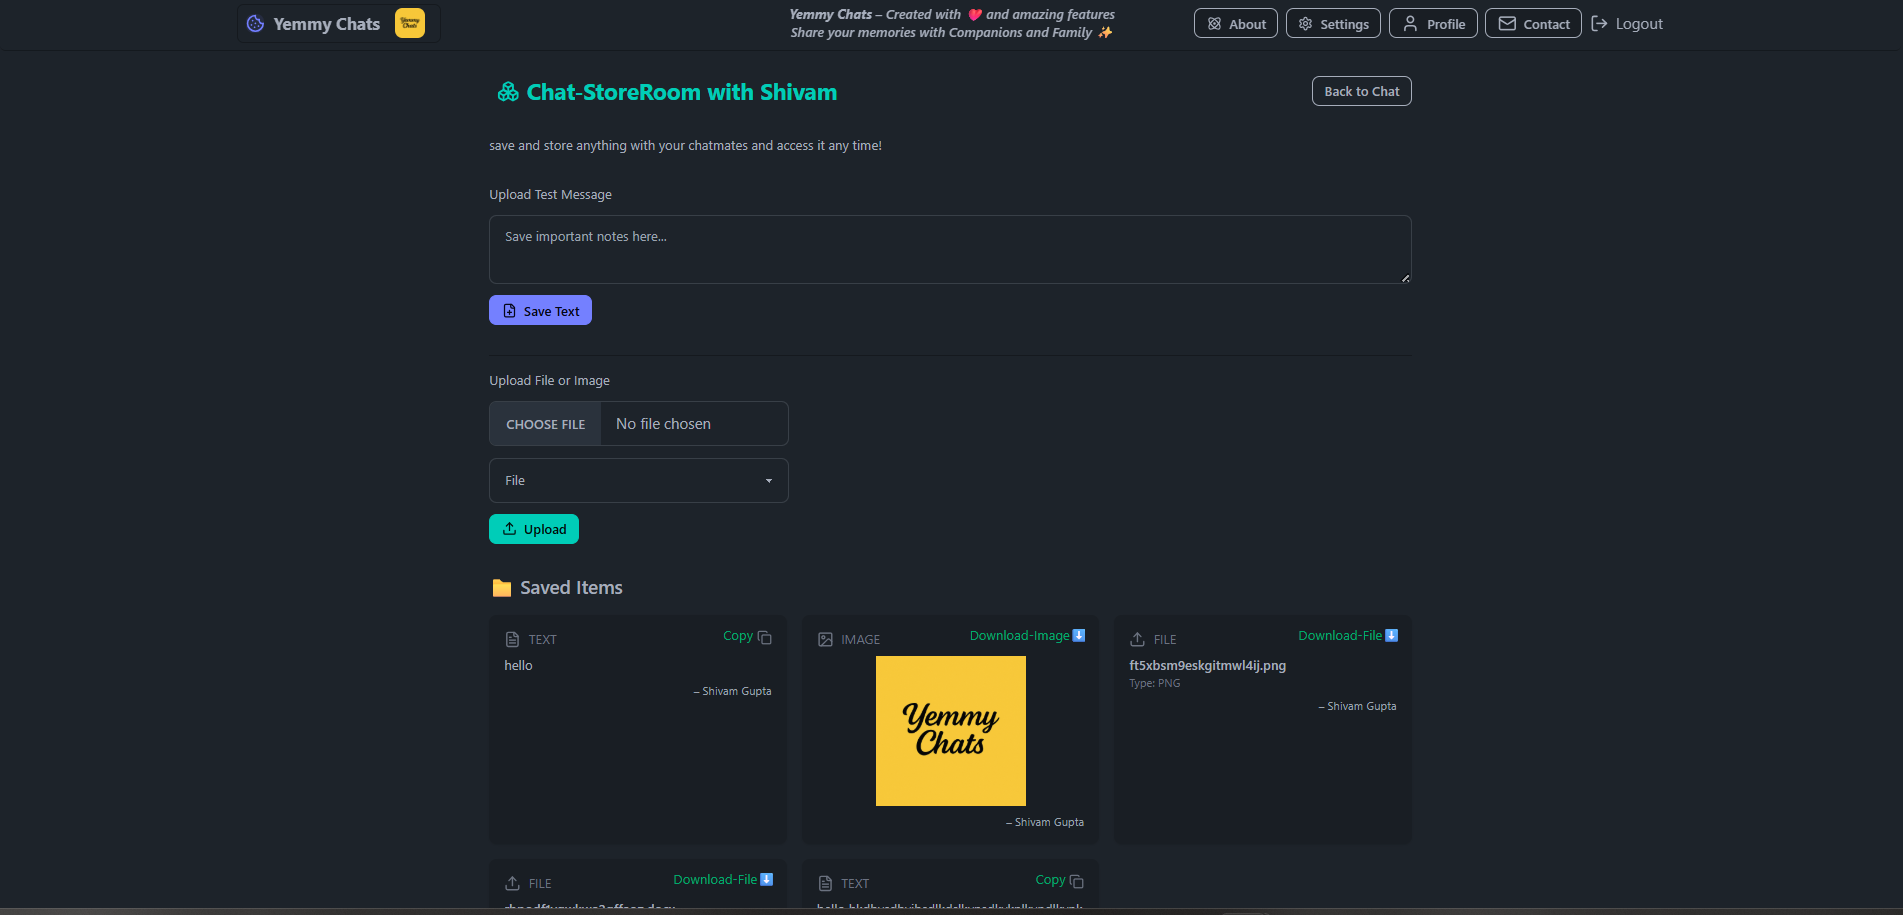 Yemmy Chats
Yemmy Chats
Yemmy Chats – Created with ❤️ and amazing features
Share your memories with Companions and Family ✨
About
Settings
Profile
Contact
Logout
Chat-StoreRoom with Shivam
Back to Chat
save and store anything with your chatmates and access it any time!
Upload Test Message
Save important notes here...
Save Text
Upload File or Image
CHOOSE FILE No file chosen
File
Upload
Saved Items
TEXT Copy
hello
– Shivam Gupta
IMAGE Download-Image
Yemmy
Chats
– Shivam Gupta
FILE Download-File
ft5xbsm9eskgitmwl4ij.png
Type: PNG
– Shivam Gupta
FILE Download-File
TEXT Copy
hello